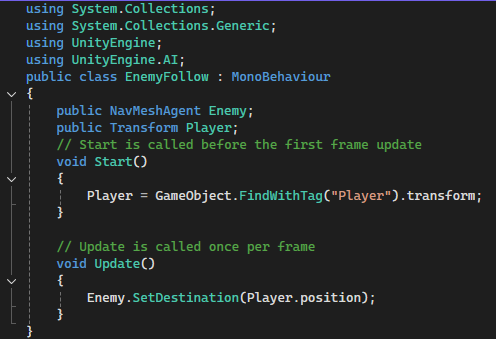 using System.Collections;
using System.Collections.Generic;
using UnityEngine;
using UnityEngine.AI;
public class EnemyFollow : MonoBehaviour
{
    public NavMeshAgent Enemy;
    public Transform Player;
    // Start is called before the first frame update
    void Start()
    {
        Player = GameObject.FindWithTag("Player").transform;
    }

    // Update is called once per frame
    void Update()
    {
        Enemy.SetDestination(Player.position);
    }
}